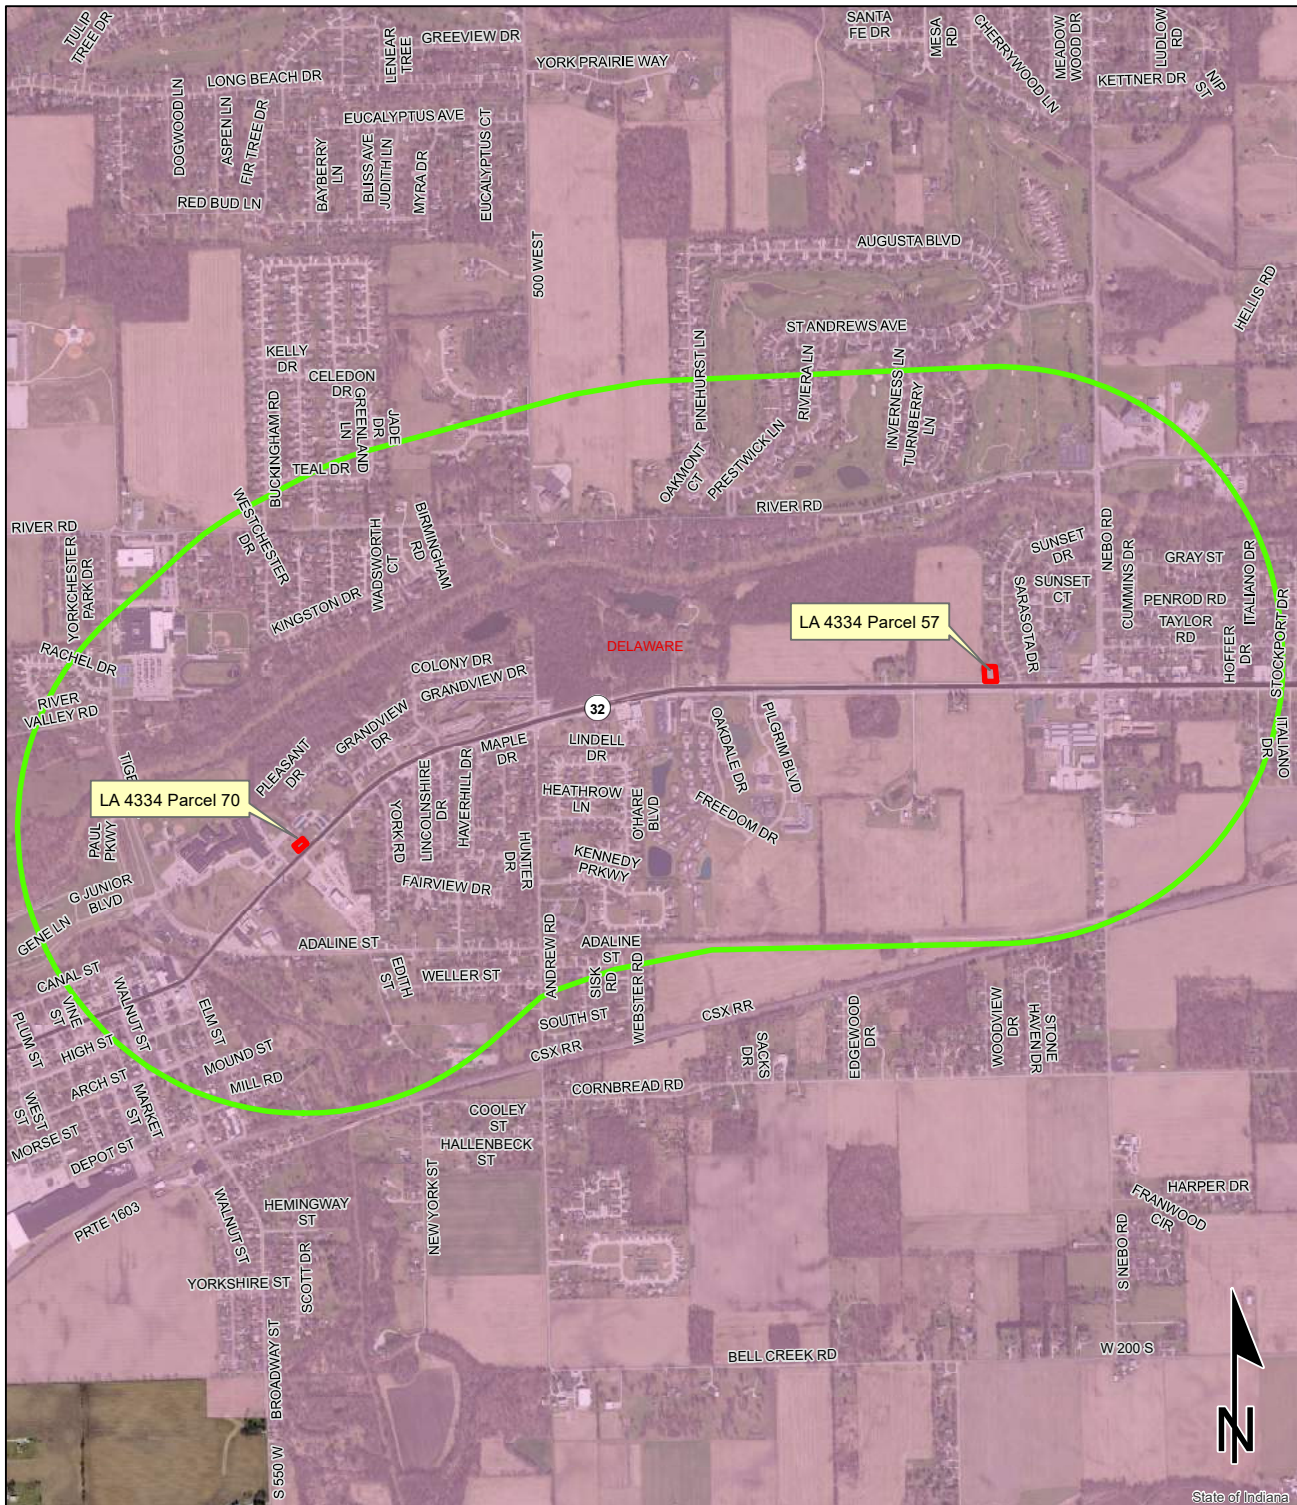 TULIP
TREE DR
LENEAR
TREE
GREEVIEW DR
LONG BEACH DR
YORK PRAIRIE WAY
SANTA
FE DR
MESA
RD
CHERRYWOOD LN
MEADOW
WOOD DR
LUDLOW
RD
KETTNER DR
NIP
ST
DOGWOOD LN
ASPEN LN
FIR TREE DR
EUCALYPTUS AVE
BAYBERRY
LN
BLISS AVE
JUDITH LN
MYRA DR
EUCALYPTUS CT
RED BUD LN
500 WEST
AUGUSTA BLVD
HELLIS RD
ST ANDREWS AVE
KELLY
DR
CELEDON
DR
BUCKINGHAM RD
GREENLAND
LN
JADE
DR
TEAL DR
PINEHURST LN
RIVIERA LN
INVERNESS LN
TURNBERRY
LN
OAKMONT
CT
PRESTWICK LN
RIVER RD
RIVER RD
WESTCHESTER
DR
WADSWORTH
CT
BIRMINGHAM
RD
YORKCHESTER
PARK DR
KINGSTON DR
SUNSET
DR
SUNSET
CT
NEBO RD
CUMMINS DR
GRAY ST
PENROD RD
TAYLOR
RD
ITALIANO DR
HOFFER
DR
STOCKPORT DR
SARASOTA DR
LA 4334 Parcel 57
DELAWARE
RACHEL DR
RIVER
VALLEY RD
COLONY DR
GRANDVIEW DR
GRANDVIEW
DR
32
PLEASANT
DR
MAPLE
DR
LINDELL
DR
OAKDALE DR
PILGRIM BLVD
ITALIANO
DR
LA 4334 Parcel 70
PAUL
PKWY
YORK RD
LINCOLNSHIRE
DR
HAVERHILL DR
HEATHROW
LN
O'HARE
BLVD
FREEDOM DR
HUNTER
DR
KENNEDY
PRKWY
FAIRVIEW DR
G JUNIOR
BLVD
GENE LN
ADALINE ST
ANDREW RD
ADALINE
ST
CANAL ST
EDITH
ST
WELLER ST
SISK
RD
WEBSTER RD
VINE
ST
WALNUT ST
ELM ST
PLUM ST
HIGH ST
SOUTH ST
CSX RR
CSX RR
MOUND ST
MILL RD
ARCH ST
WEST
ST
MARKET
ST
MORSE ST
DEPOT ST
SACKS
DR
EDGEWOOD
DR
WOODVIEW
DR
STONE
HAVEN DR
CORNBREAD RD
COOLEY
ST
HALLENBECK
ST
NEW YORK ST
PRTE 1603
WALNUT ST
HEMINGWAY
ST
SCOTT DR
YORKSHIRE ST
HARPER DR
FRANWOOD
CIR
S NEBO RD
W 200 S
BELL CREEK RD
BROADWAY ST
S 550 W
N
State of Indiana